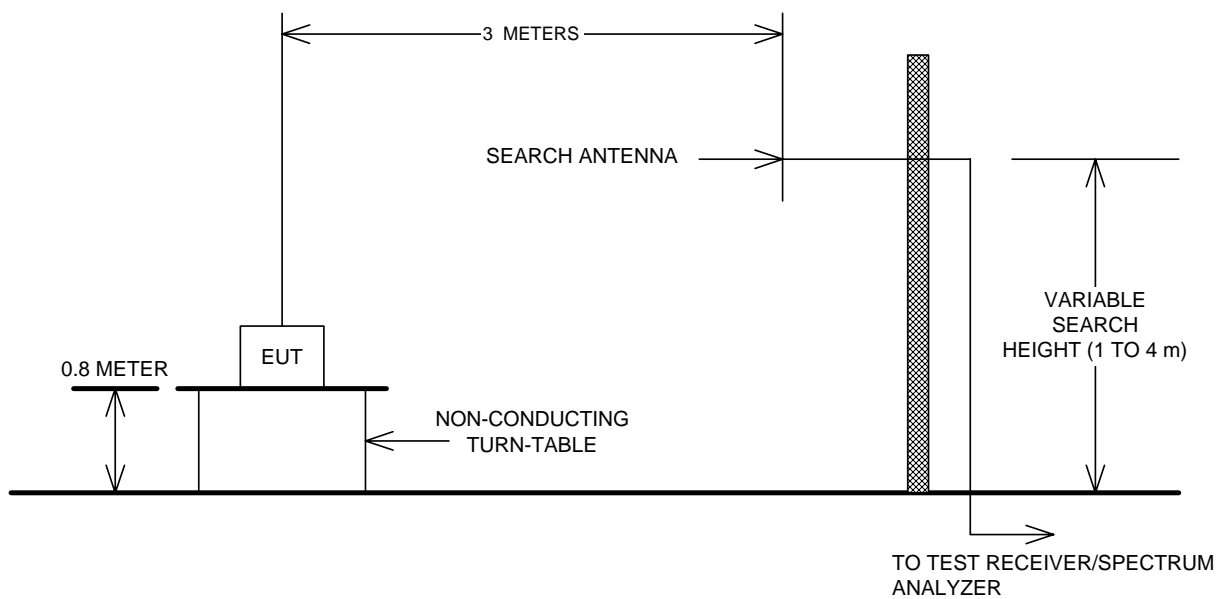 3 METERS
SEARCH ANTENNA
VARIABLE
SEARCH
HEIGHT (1 TO 4 m)
EUT
0.8 METER
NON-CONDUCTING
TURN-TABLE
TO TEST RECEIVER/SPECTRUM
ANALYZER